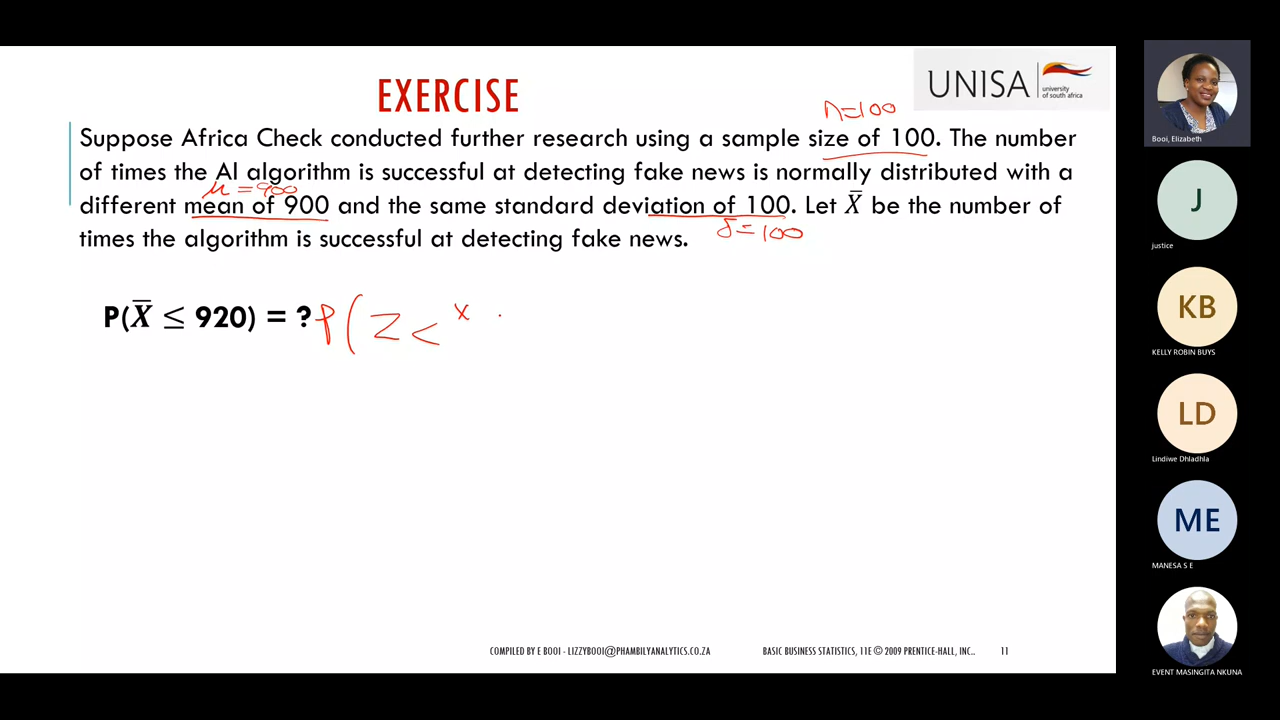 EXERCISE
UNISA
university
of south africa
n=100
Suppose Africa Check conducted further research using a sample size of 100. The number
of times the AI algorithm is successful at detecting fake news is normally distributed with a
μ = 900
different mean of 900 and the same standard deviation of 100. Let X̄ be the number of
times the algorithm is successful at detecting fake news.
δ = 100
P(X̄ ≤ 920) = ? P(Z < x
COMPILED BY E BOOI - LIZZYBOOI@PHAMBILYANALYTICS.CO.ZA
BASIC BUSINESS STATISTICS, 11E © 2009 PRENTICE-HALL, INC..
11
Booi, Elizabeth
J
justice
KB
KELLY ROBIN BUYS
LD
Lindiwe Dhladhla
ME
MANESA S E
EVENT MASINGITA NKUNA